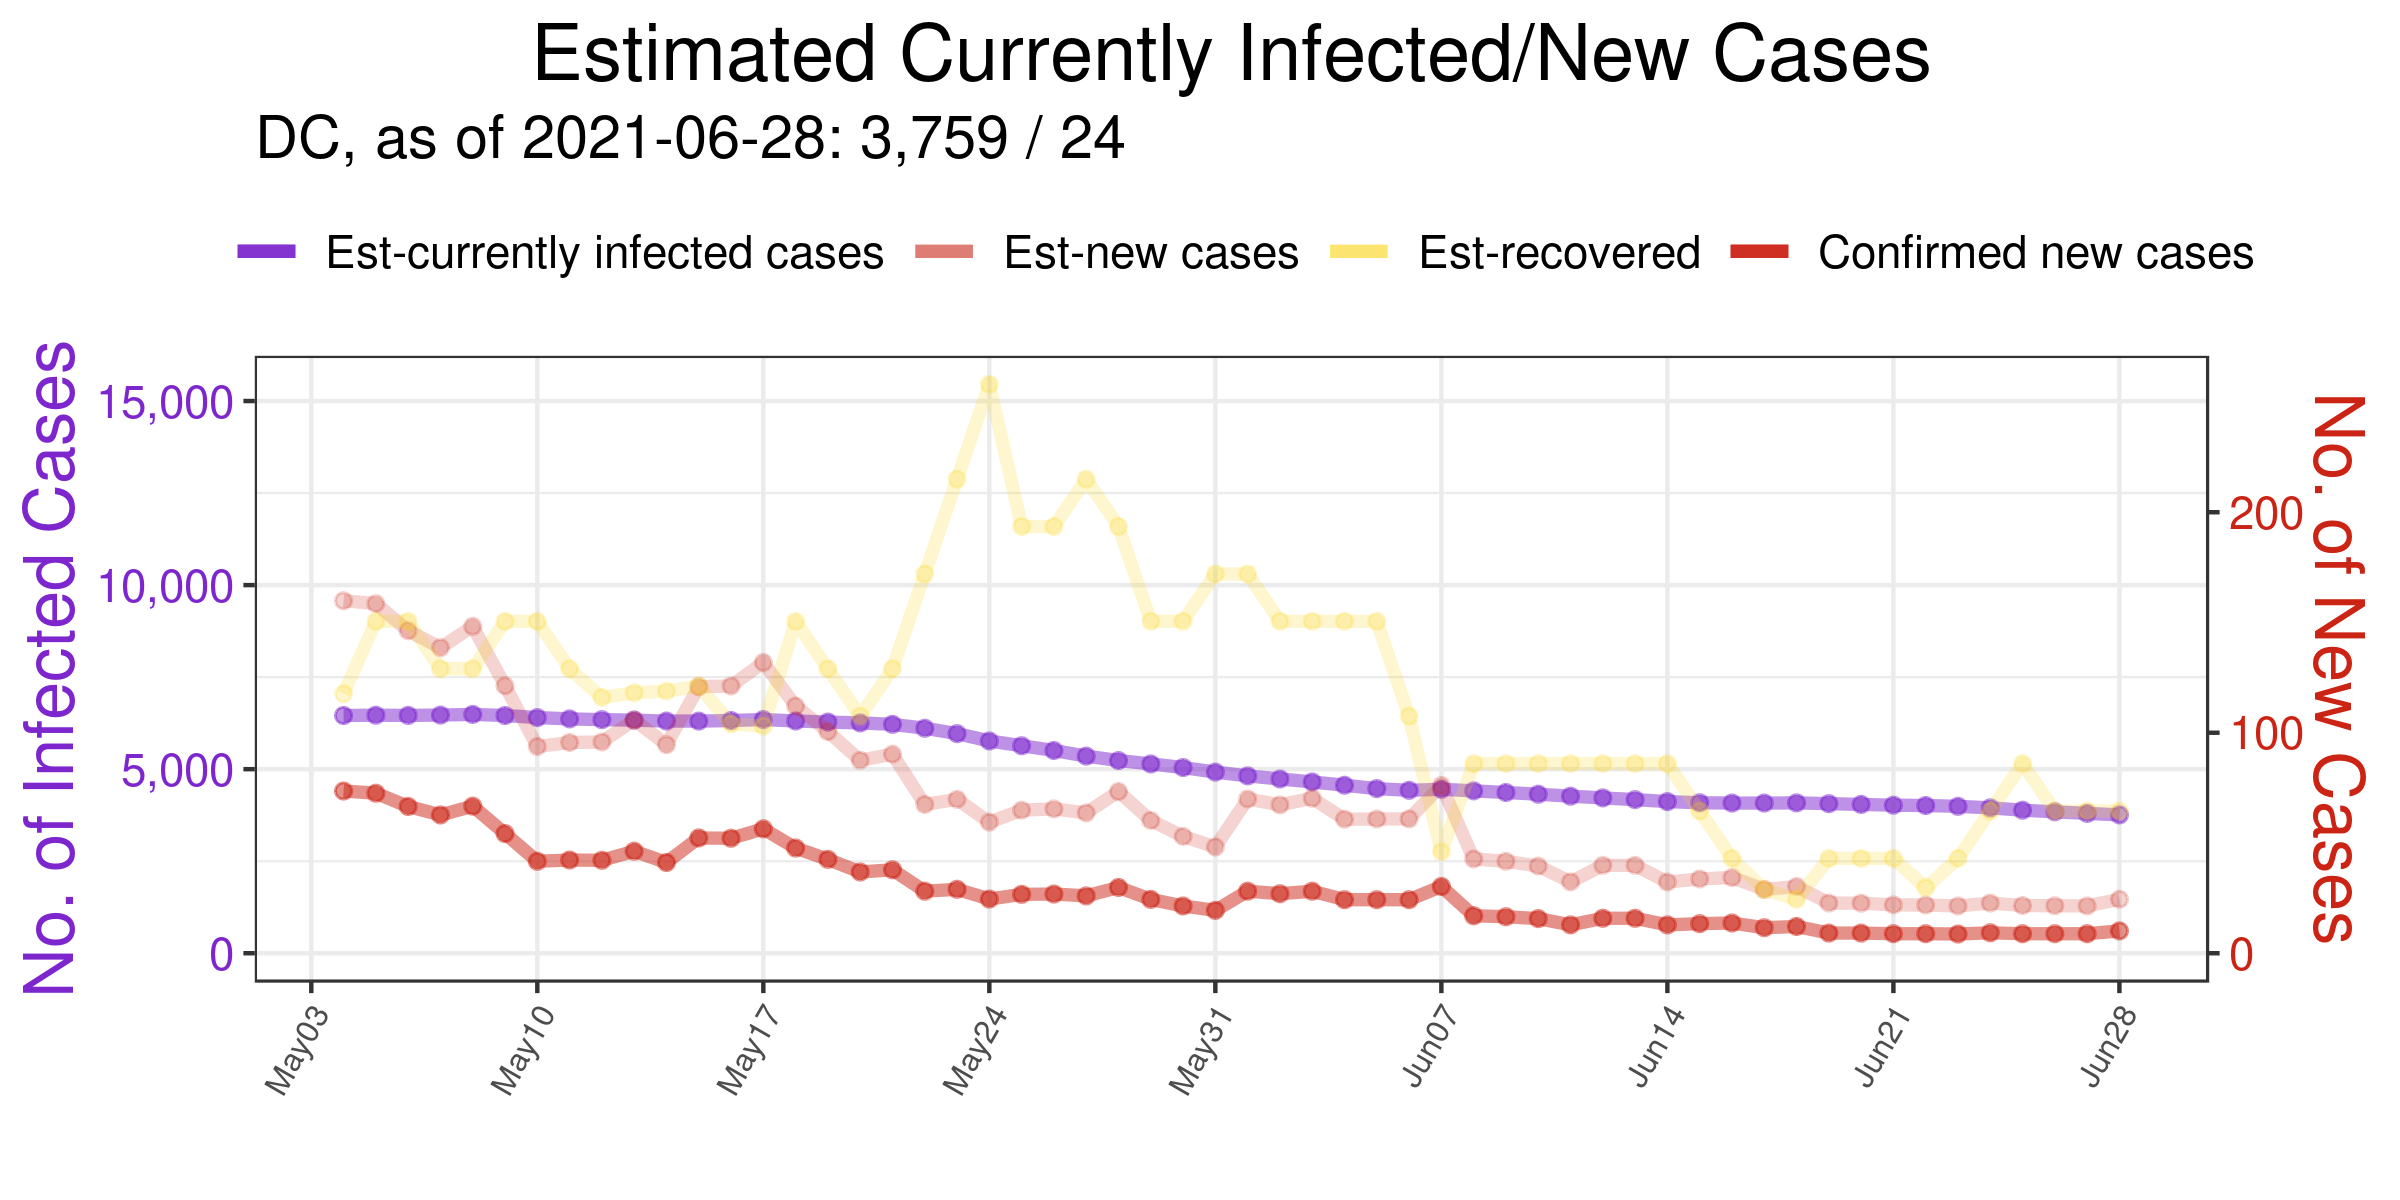 Estimated Currently Infected/New Cases
DC, as of 2021-06-28: 3,759 / 24
Est-currently infected cases Est-new cases Est-recovered Confirmed new cases
No. of Infected Cases
15,000
10,000
5,000
0
200
100
0
No. of New Cases
May03 May10 May17 May24 May31 Jun07 Jun14 Jun21 Jun28